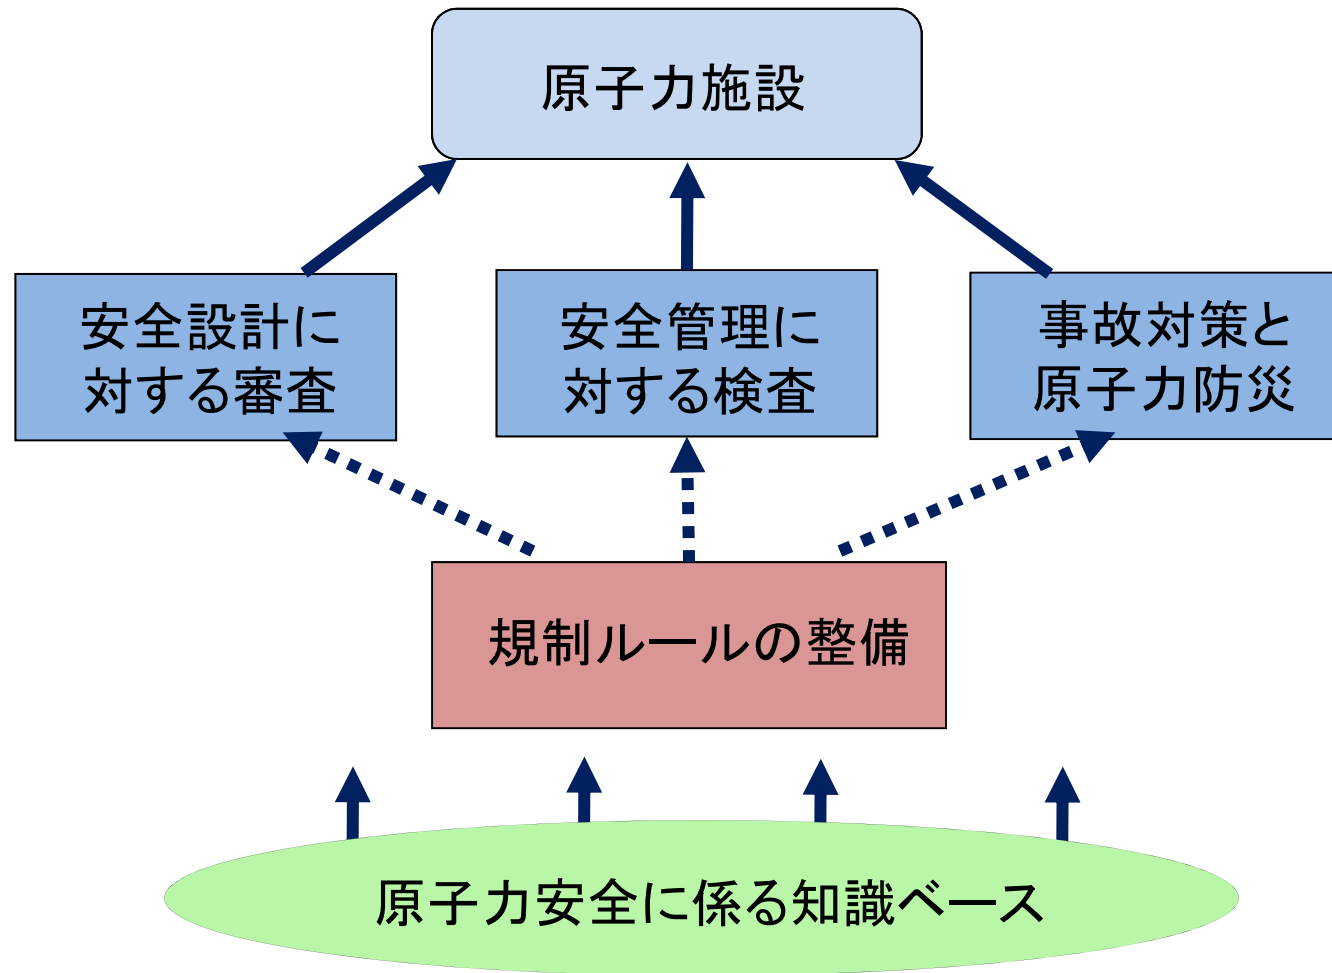 原子力施設
安全設計に
対する審査
安全管理に
対する検査
事故対策と
原子力防災
規制ルールの整備
原子力安全に係る知識ベース